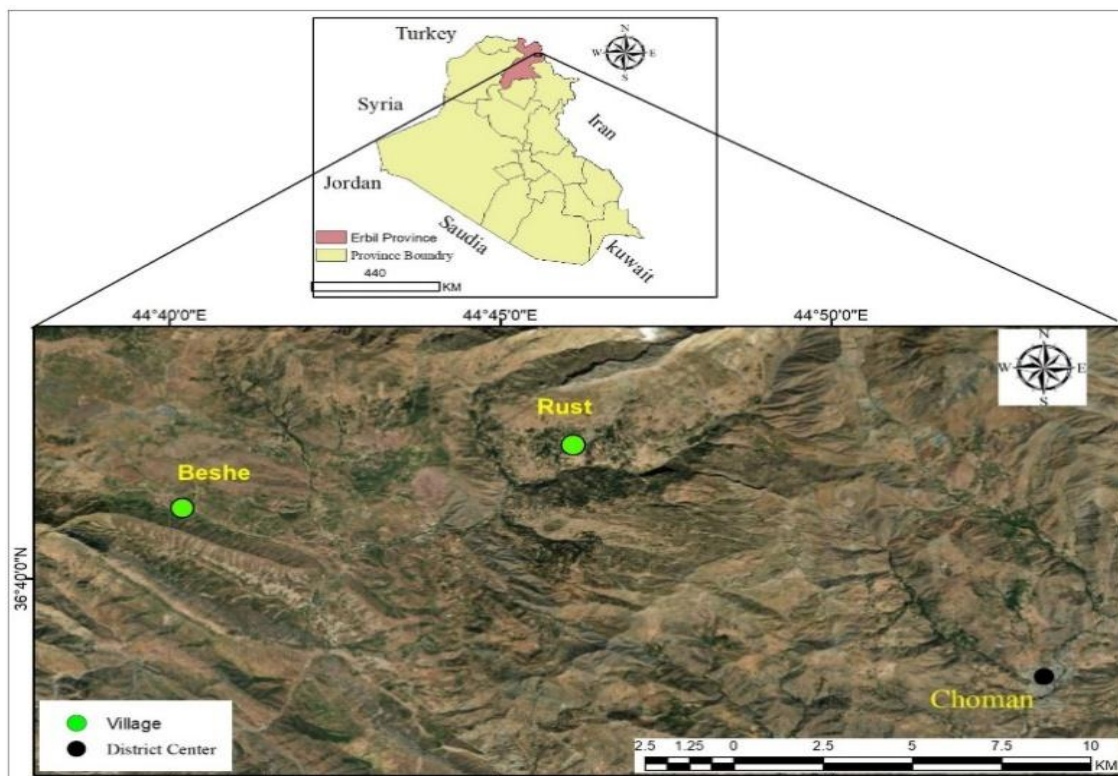 Turkey
N
W E
S
Syria
Iran
Jordan
Saudia
kuwait
Erbil Province
Province Boundry
440
KM
44°40'0"E 44°45'0"E 44°50'0"E
N
W E
S
Rust
Beshe
36°40'0"N
Choman
Village
District Center
2.5 1.25 0 2.5 5 7.5 10
KM